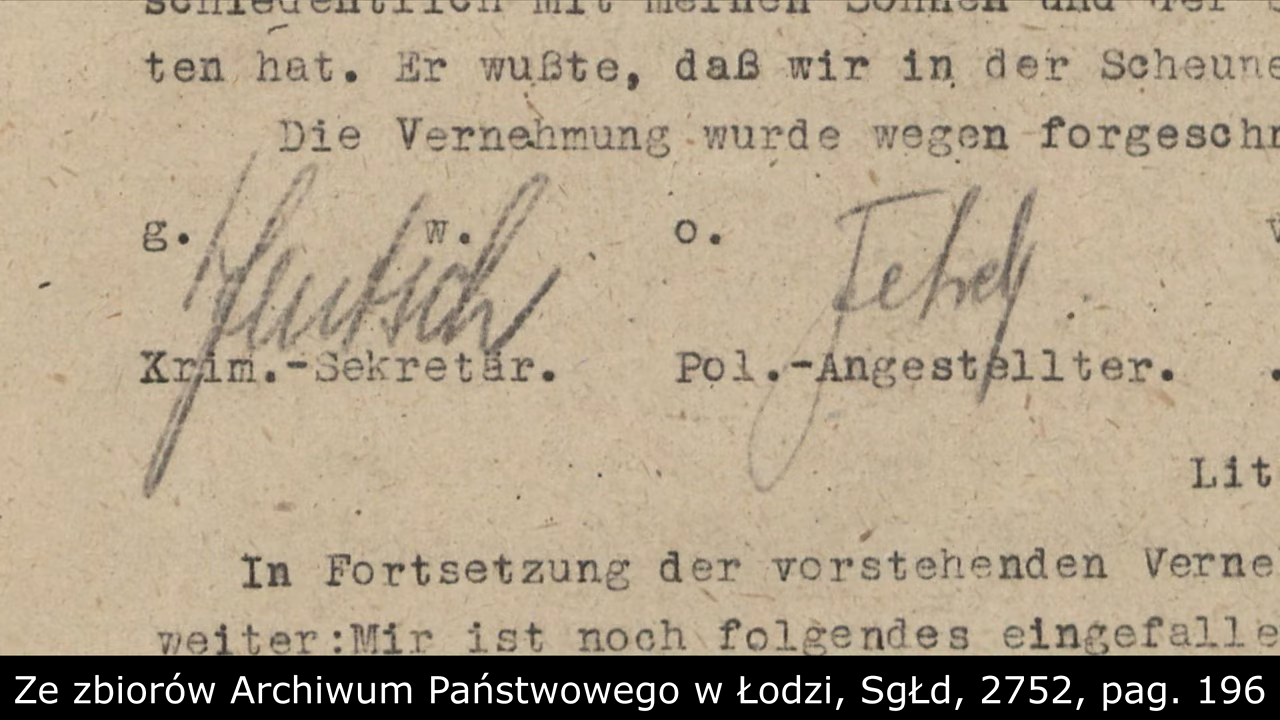 ten hat. Er wußte, daß wir in der Scheune
Die Vernehmung wurde wegen forgeschr
g. w. o. v
Krim.-Sekretär. Pol.-Angestellter. .
Lit
In Fortsetzung der vorstehenden Verne
weiter:Mir ist noch folgendes eingefalle
Ze zbiorów Archiwum Państwowego w Łodzi, SgŁd, 2752, pag. 196